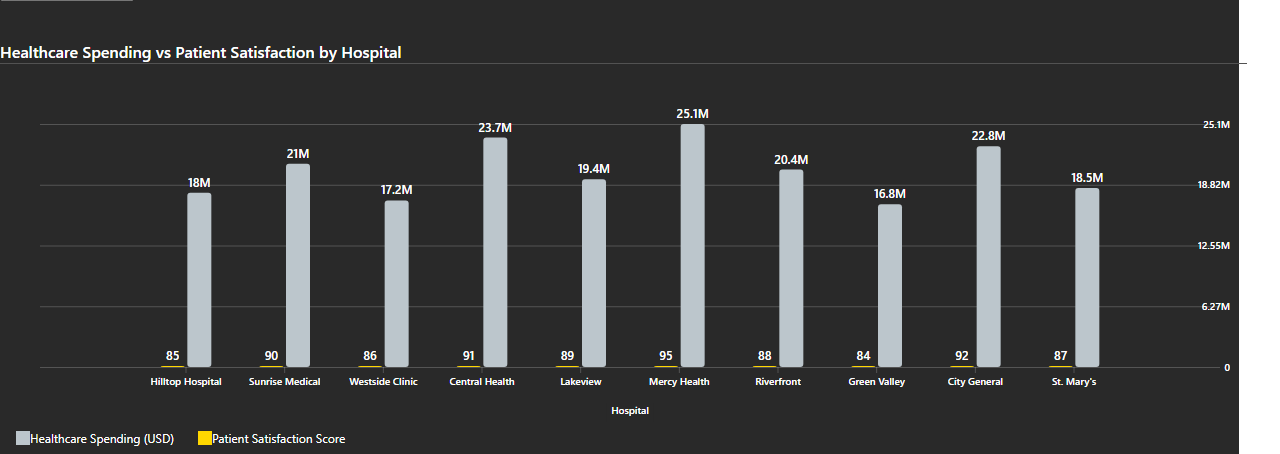 Healthcare Spending vs Patient Satisfaction by Hospital
25.1M
23.7M
22.8M
21M
20.4M
19.4M
18.5M
18M
17.2M
16.8M
25.1M
18.82M
12.55M
6.27M
0
85 90 86 91 89 95 88 84 92 87
Hilltop Hospital Sunrise Medical Westside Clinic Central Health Lakeview Mercy Health Riverfront Green Valley City General St. Mary's
Hospital
Healthcare Spending (USD) Patient Satisfaction Score